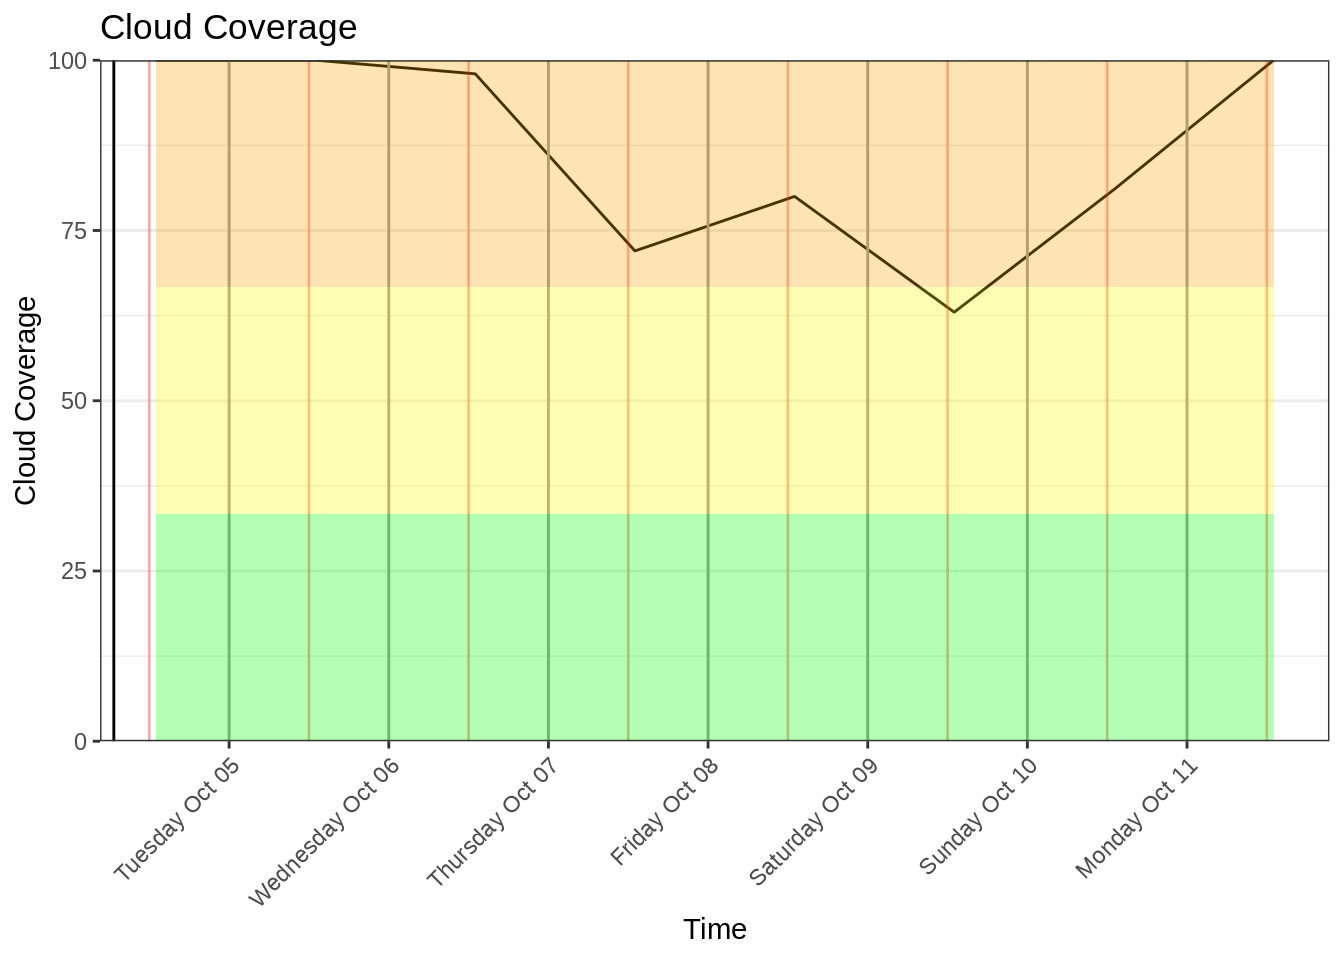 Cloud Coverage
Cloud Coverage
100
75
50
25
0
Tuesday Oct 05
Wednesday Oct 06
Thursday Oct 07
Friday Oct 08
Saturday Oct 09
Sunday Oct 10
Monday Oct 11
Time